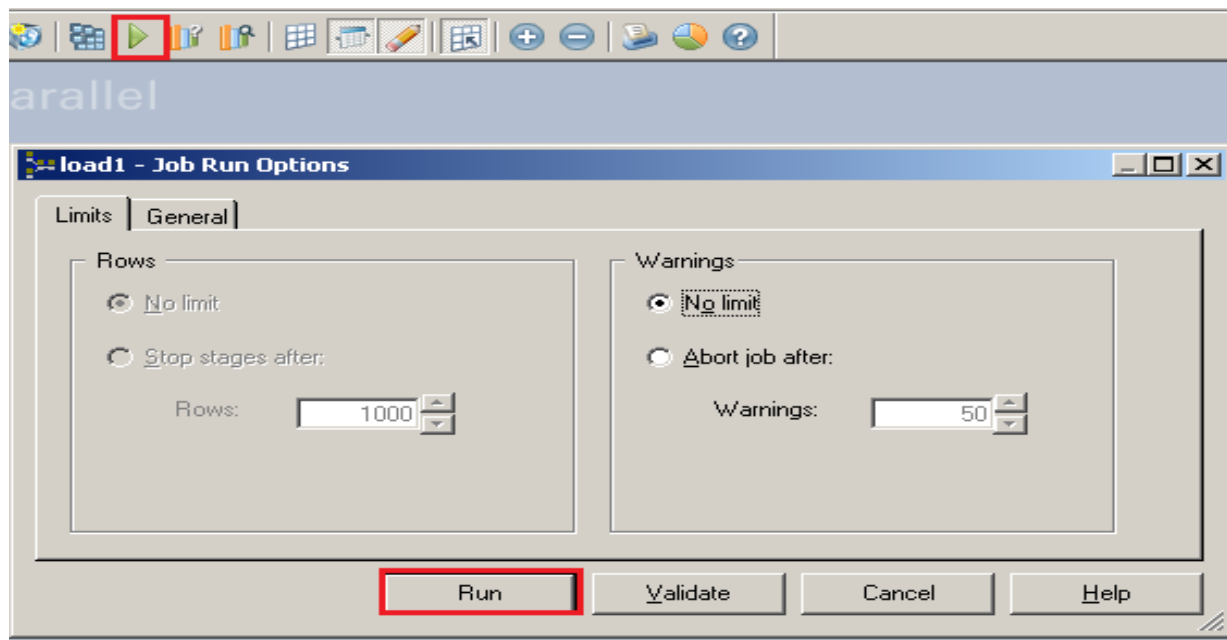 arallel
load1 - Job Run Options
Limits General
Rows Warnings
No limit No limit
Stop stages after: Abort job after:
Rows: 1000 Warnings: 50
Run Validate Cancel Help